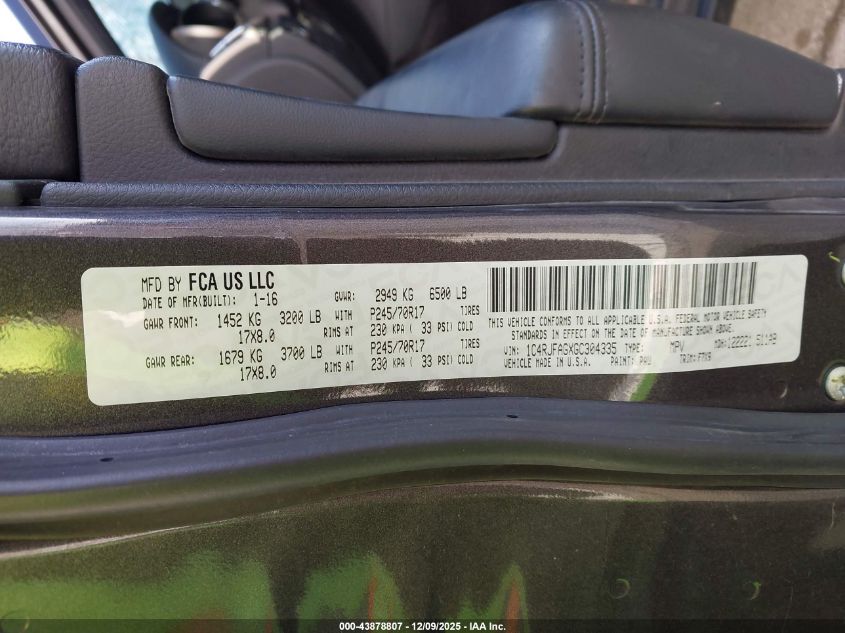 MFD BY FCA US LLC
DATE OF MFR(BUILT): 1-16 GVWR: 2949 KG 6500 LB
GAWR FRONT: 1452 KG 3200 LB WITH P245/70R17 TIRES
17X8.0 RIMS AT 230 KPA ( 33 PSI) COLD
GAWR REAR: 1679 KG 3700 LB WITH P245/70R17 TIRES
17X8.0 RIMS AT 230 KPA ( 33 PSI) COLD
THIS VEHICLE CONFORMS TO ALL APPLICABLE U.S.A. FEDERAL MOTOR VEHICLE SAFETY
STANDARDS IN EFFECT ON THE DATE OF MANUFACTURE SHOWN ABOVE.
VIN: 1C4RJFAGXGC304335 TYPE: MPV MDH:
VEHICLE MADE IN U.S.A. PAINT: PAU TRIM:
000-43878807 - 12/09/2025 - IAA Inc.